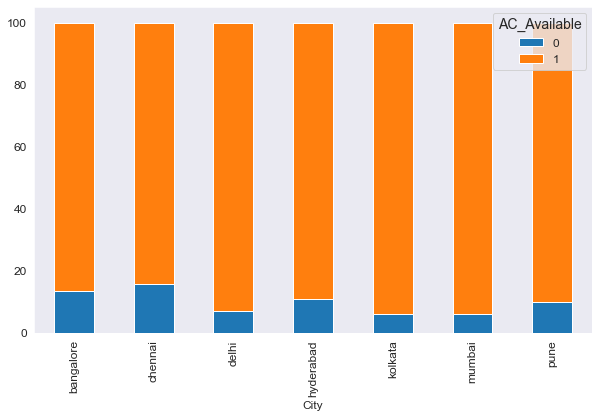 AC_Available
0
1
100
80
60
40
20
0
bangalore
chennai
delhi
hyderabad
kolkata
mumbai
pune
City